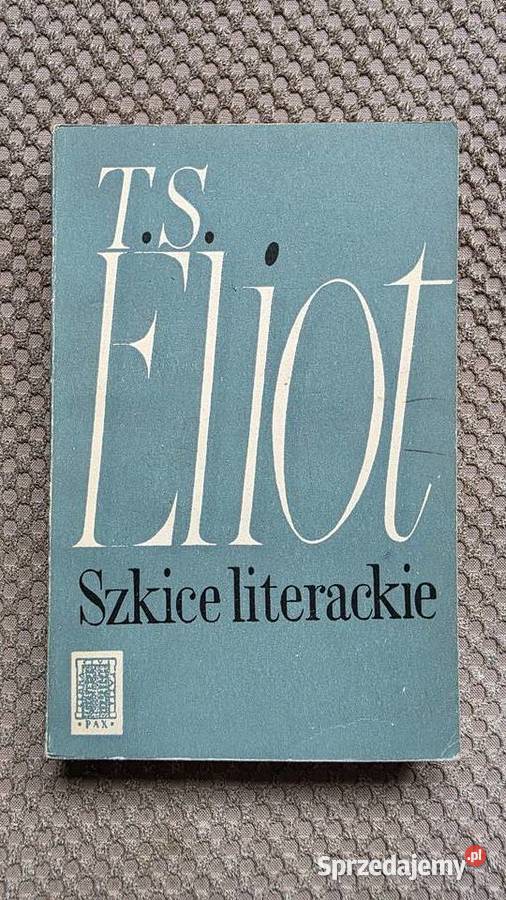 T.S.
Eliot
Szkice literackie
• PAX •
Sprzedajemy.pl